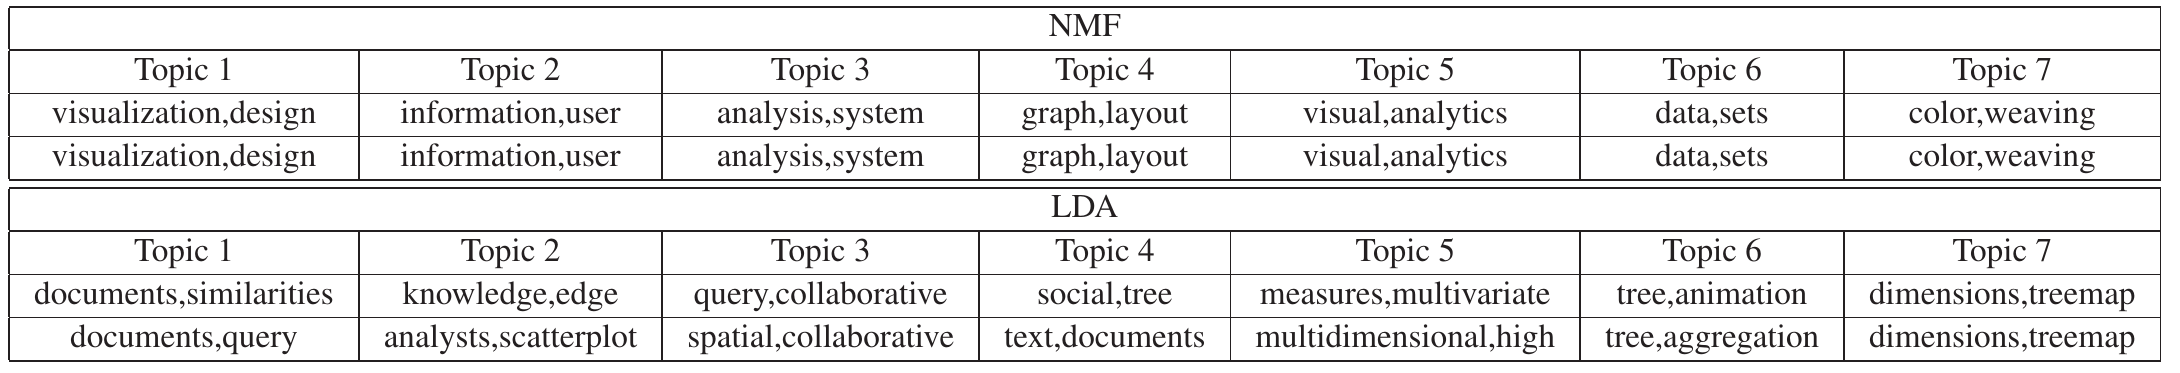 NMF
Topic 1 Topic 2 Topic 3 Topic 4 Topic 5 Topic 6 Topic 7
visualization,design information,user analysis,system graph,layout visual,analytics data,sets color,weaving
visualization,design information,user analysis,system graph,layout visual,analytics data,sets color,weaving
LDA
Topic 1 Topic 2 Topic 3 Topic 4 Topic 5 Topic 6 Topic 7
documents,similarities knowledge,edge query,collaborative social,tree measures,multivariate tree,animation dimensions,treemap
documents,query analysts,scatterplot spatial,collaborative text,documents multidimensional,high tree,aggregation dimensions,treemap